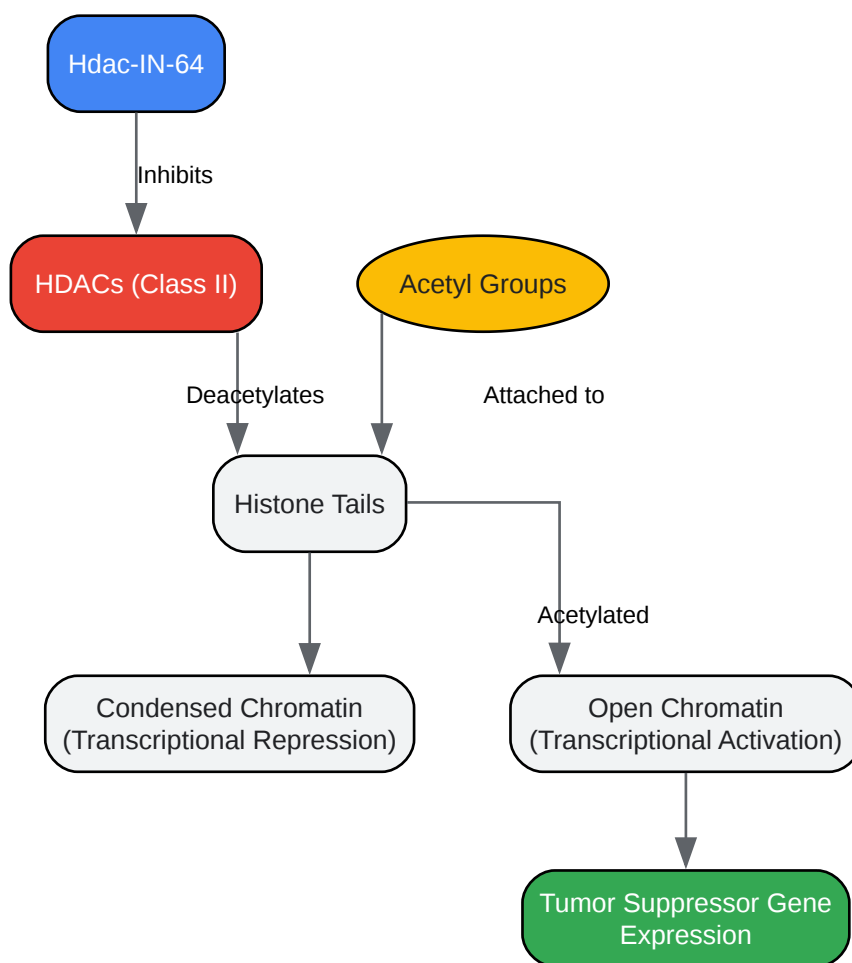 Hdac-IN-64
Inhibits
HDACs (Class II)
Acetyl Groups
Deacetylates
Attached to
Histone Tails
Acetylated
Condensed Chromatin
(Transcriptional Repression)
Open Chromatin
(Transcriptional Activation)
Tumor Suppressor Gene
Expression